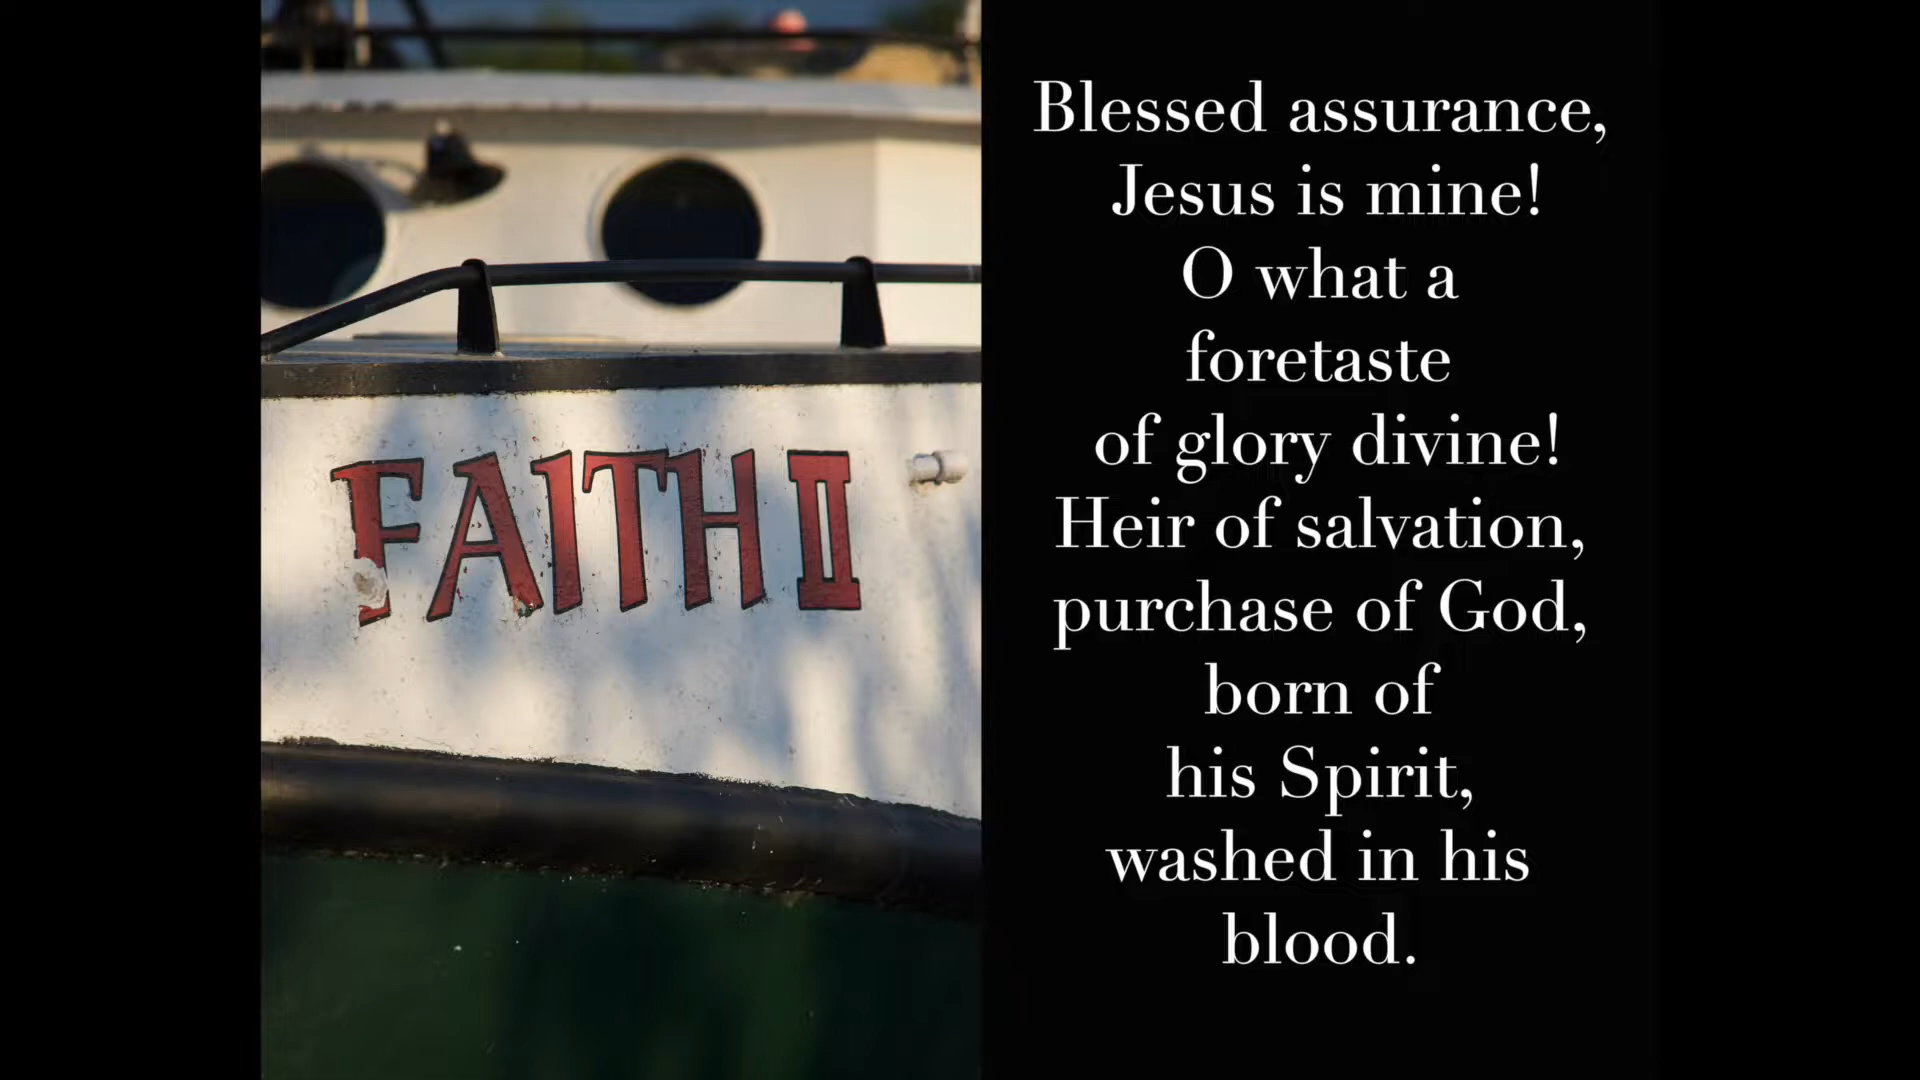 FAITH II
Blessed assurance,
Jesus is mine!
O what a
foretaste
of glory divine!
Heir of salvation,
purchase of God,
born of
his Spirit,
washed in his
blood.